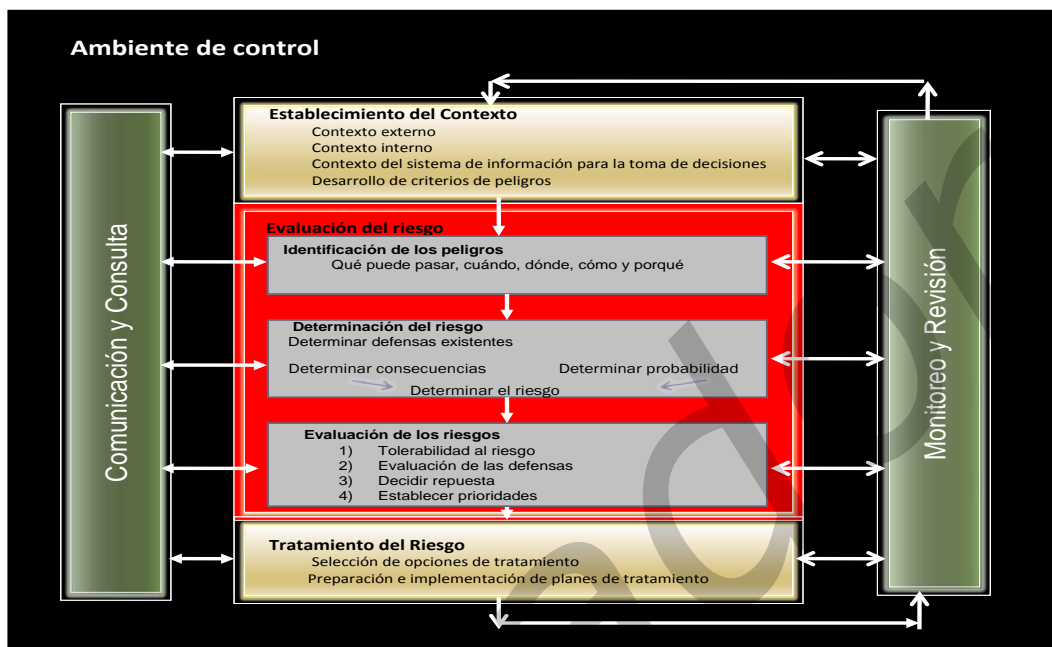 Ambiente de control
Establecimiento del Contexto
Contexto externo
Contexto interno
Contexto del sistema de información para la toma de decisiones
Desarrollo de criterios de peligros
Evaluación del riesgo
Identificación de los peligros
Qué puede pasar, cuándo, dónde, cómo y porqué
Determinación del riesgo
Determinar defensas existentes
Determinar consecuencias Determinar probabilidad
Determinar el riesgo
Evaluación de los riesgos
1) Tolerabilidad al riesgo
2) Evaluación de las defensas
3) Decidir repuesta
4) Establecer prioridades
Tratamiento del Riesgo
Selección de opciones de tratamiento
Preparación e implementación de planes de tratamiento
Comunicación y Consulta
Monitoreo y Revisión